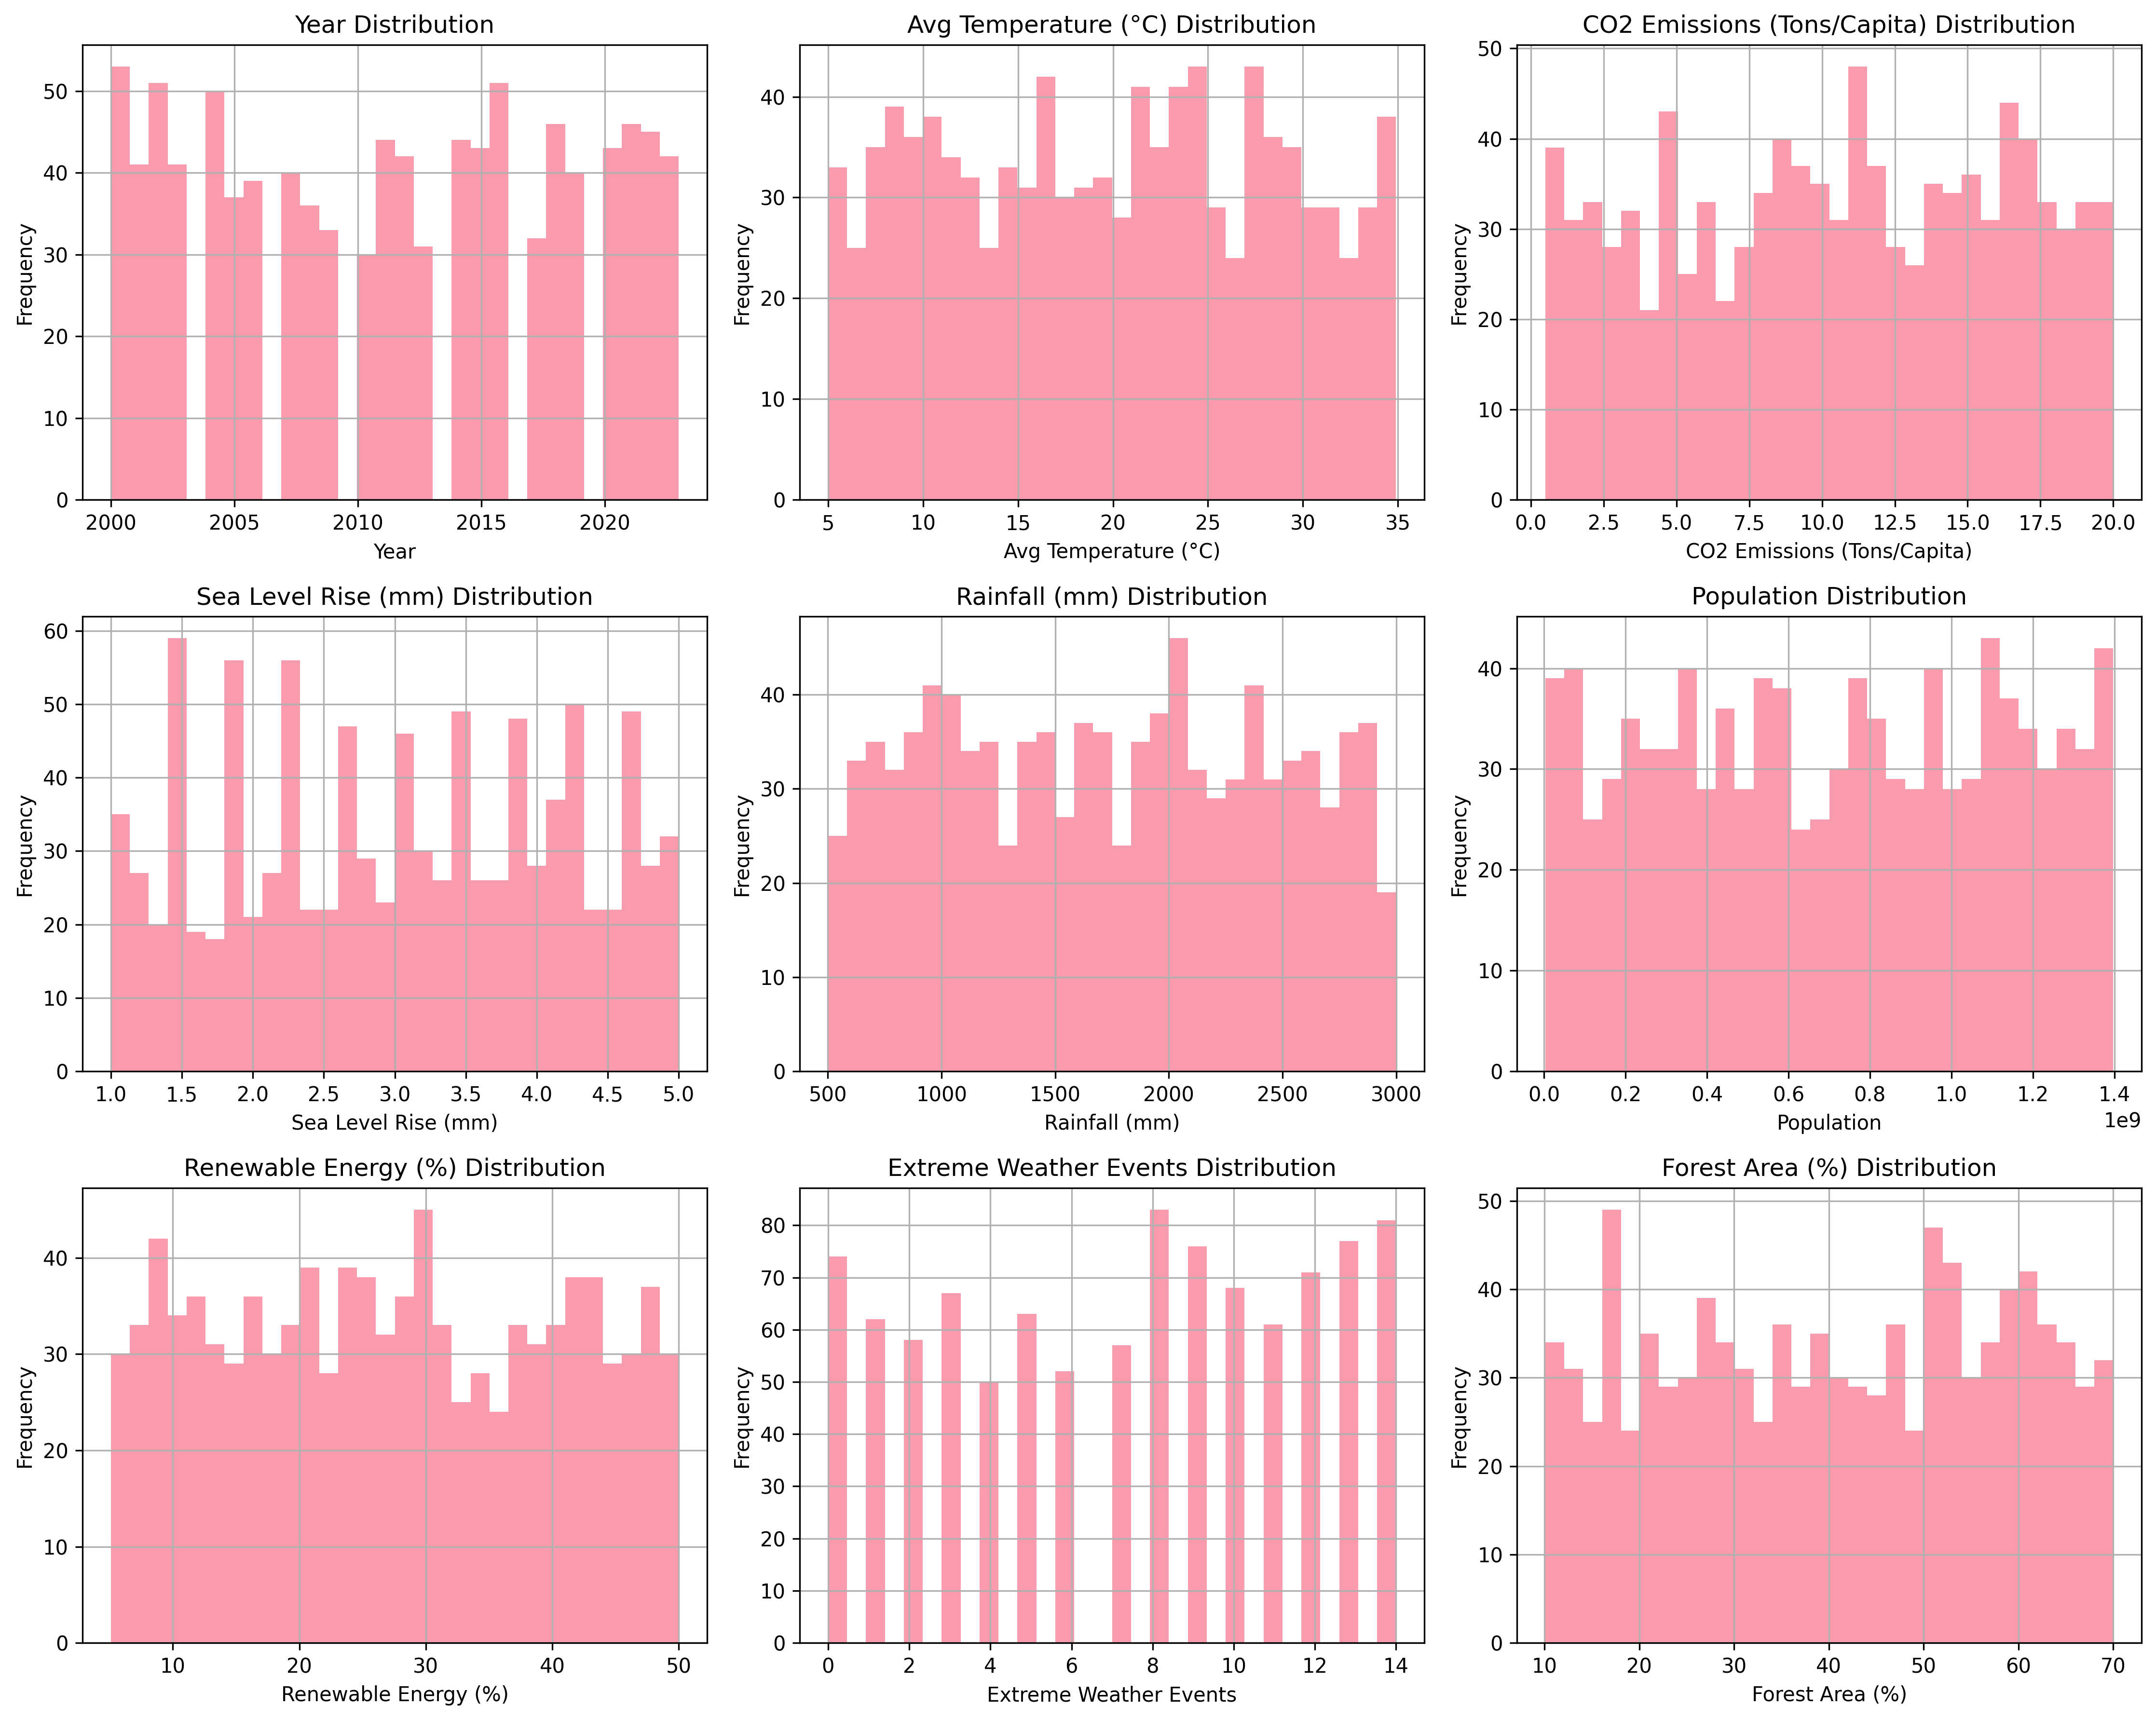 Year Distribution
Avg Temperature (°C) Distribution
CO2 Emissions (Tons/Capita) Distribution
50
40
30
20
10
0
Frequency
2000 2005 2010 2015 2020
Year
40
30
20
10
0
Frequency
5 10 15 20 25 30 35
Avg Temperature (°C)
50
40
30
20
10
0
Frequency
0.0 2.5 5.0 7.5 10.0 12.5 15.0 17.5 20.0
CO2 Emissions (Tons/Capita)
Sea Level Rise (mm) Distribution
Rainfall (mm) Distribution
Population Distribution
60
50
40
30
20
10
0
Frequency
1.0 1.5 2.0 2.5 3.0 3.5 4.0 4.5 5.0
Sea Level Rise (mm)
40
30
20
10
0
Frequency
500 1000 1500 2000 2500 3000
Rainfall (mm)
40
30
20
10
0
Frequency
0.0 0.2 0.4 0.6 0.8 1.0 1.2 1.4
1e9
Population
Renewable Energy (%) Distribution
Extreme Weather Events Distribution
Forest Area (%) Distribution
40
30
20
10
0
Frequency
10 20 30 40 50
Renewable Energy (%)
80
70
60
50
40
30
20
10
0
Frequency
0 2 4 6 8 10 12 14
Extreme Weather Events
50
40
30
20
10
0
Frequency
10 20 30 40 50 60 70
Forest Area (%)